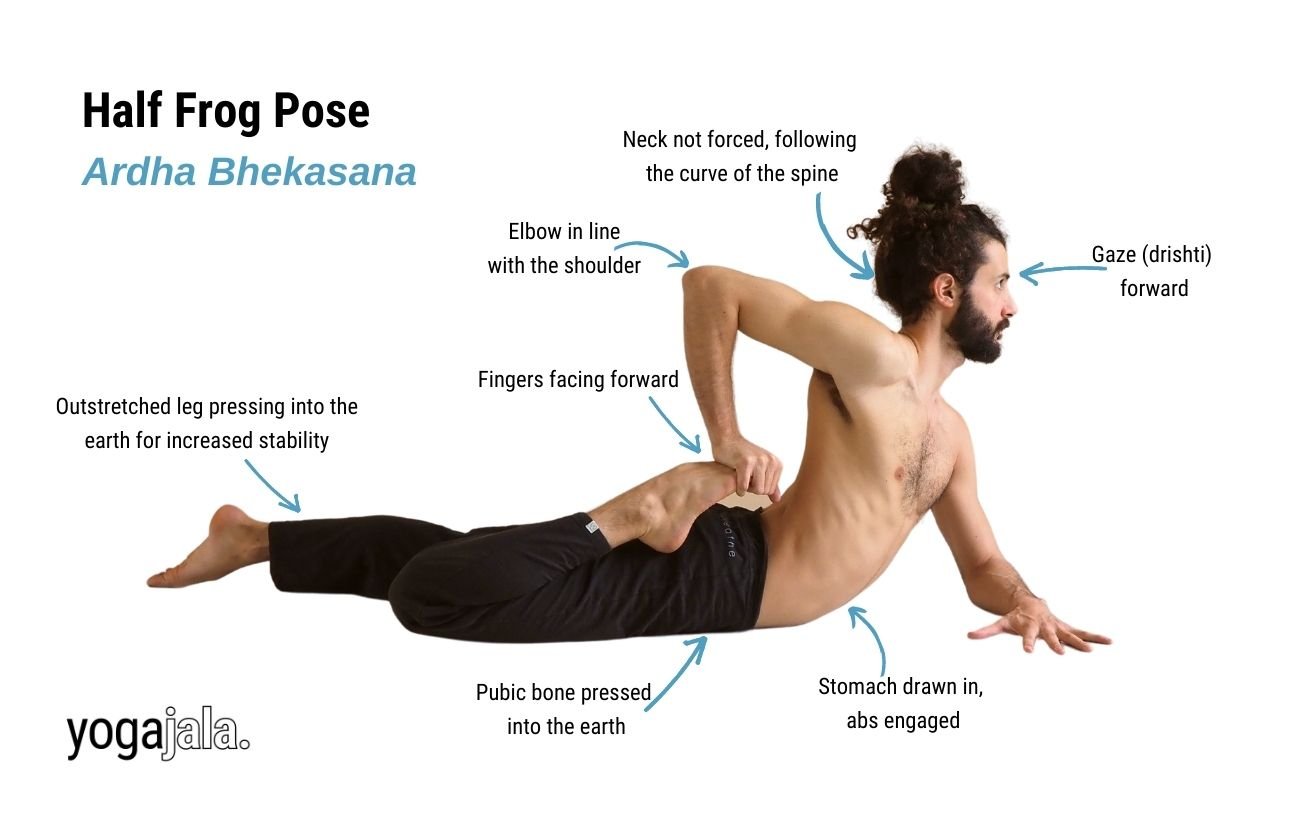 Half Frog Pose
Ardha Bhekasana
Neck not forced, following
the curve of the spine
Elbow in line
with the shoulder
Gaze (drishti)
forward
Fingers facing forward
Outstretched leg pressing into the
earth for increased stability
Pubic bone pressed
into the earth
Stomach drawn in,
abs engaged
yogajala.